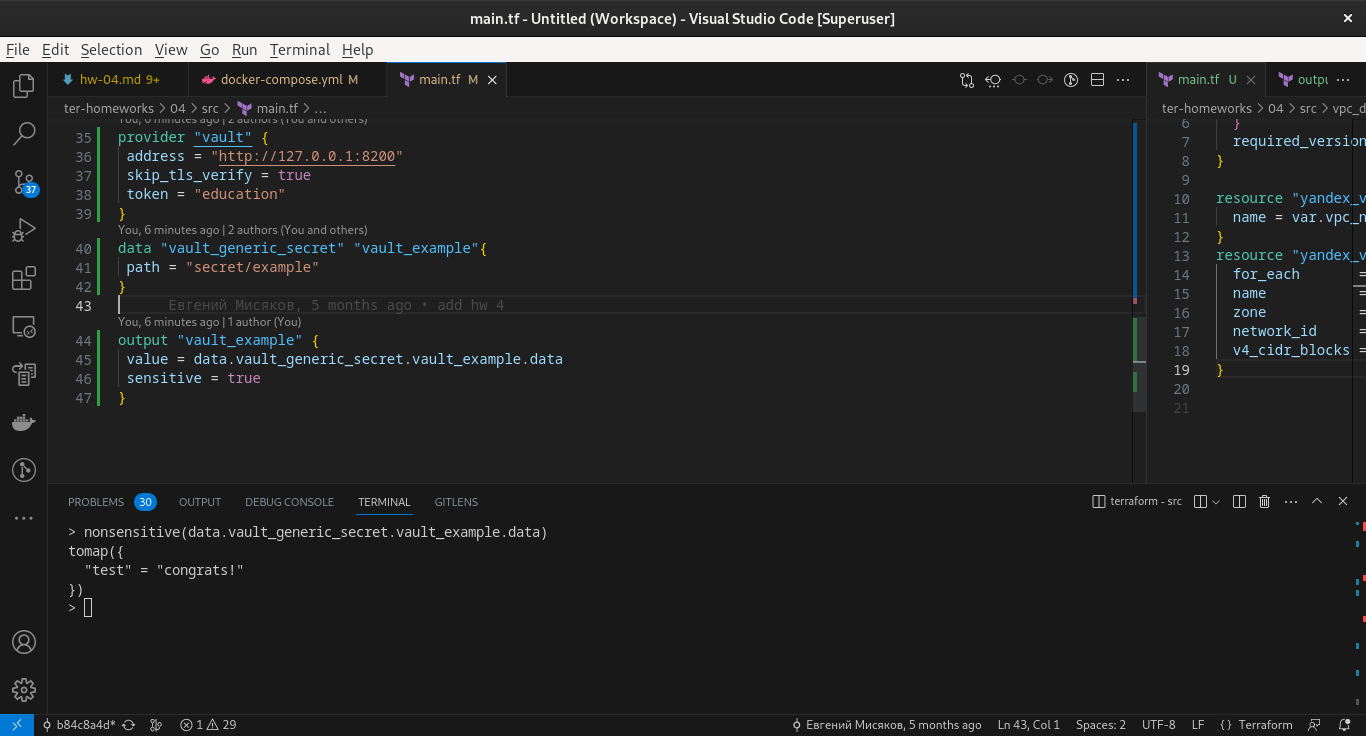 main.tf - Untitled (Workspace) - Visual Studio Code [Superuser]
File Edit Selection View Go Run Terminal Help
hw-04.md 9+ docker-compose.yml M main.tf M
ter-homeworks > 04 > src > main.tf > ...
You, 6 minutes ago | 2 authors (You and others)
35 provider "vault" {
36 address = "http://127.0.0.1:8200"
37 skip_tls_verify = true
38 token = "education"
39 }
You, 6 minutes ago | 2 authors (You and others)
40 data "vault_generic_secret" "vault_example"{
41 path = "secret/example"
42 }
43 Евгений Мисяков, 5 months ago • add hw 4
You, 6 minutes ago | 1 author (You)
44 output "vault_example" {
45 value = data.vault_generic_secret.vault_example.data
46 sensitive = true
47 }
main.tf U outpu
ter-homeworks > 04 > src > vpc_d
6 }
7 required_version
8 }
9
10 resource "yandex_v
11 name = var.vpc_n
12 }
13 resource "yandex_v
14 for_each =
15 name =
16 zone =
17 network_id =
18 v4_cidr_blocks =
19 }
20
21
37
PROBLEMS 30 OUTPUT DEBUG CONSOLE TERMINAL GITLENS
terraform - src
> nonsensitive(data.vault_generic_secret.vault_example.data)
tomap({
"test" = "congrats!"
})
>
b84c8a4d* 1 29
Евгений Мисяков, 5 months ago Ln 43, Col 1 Spaces: 2 UTF-8 LF { } Terraform